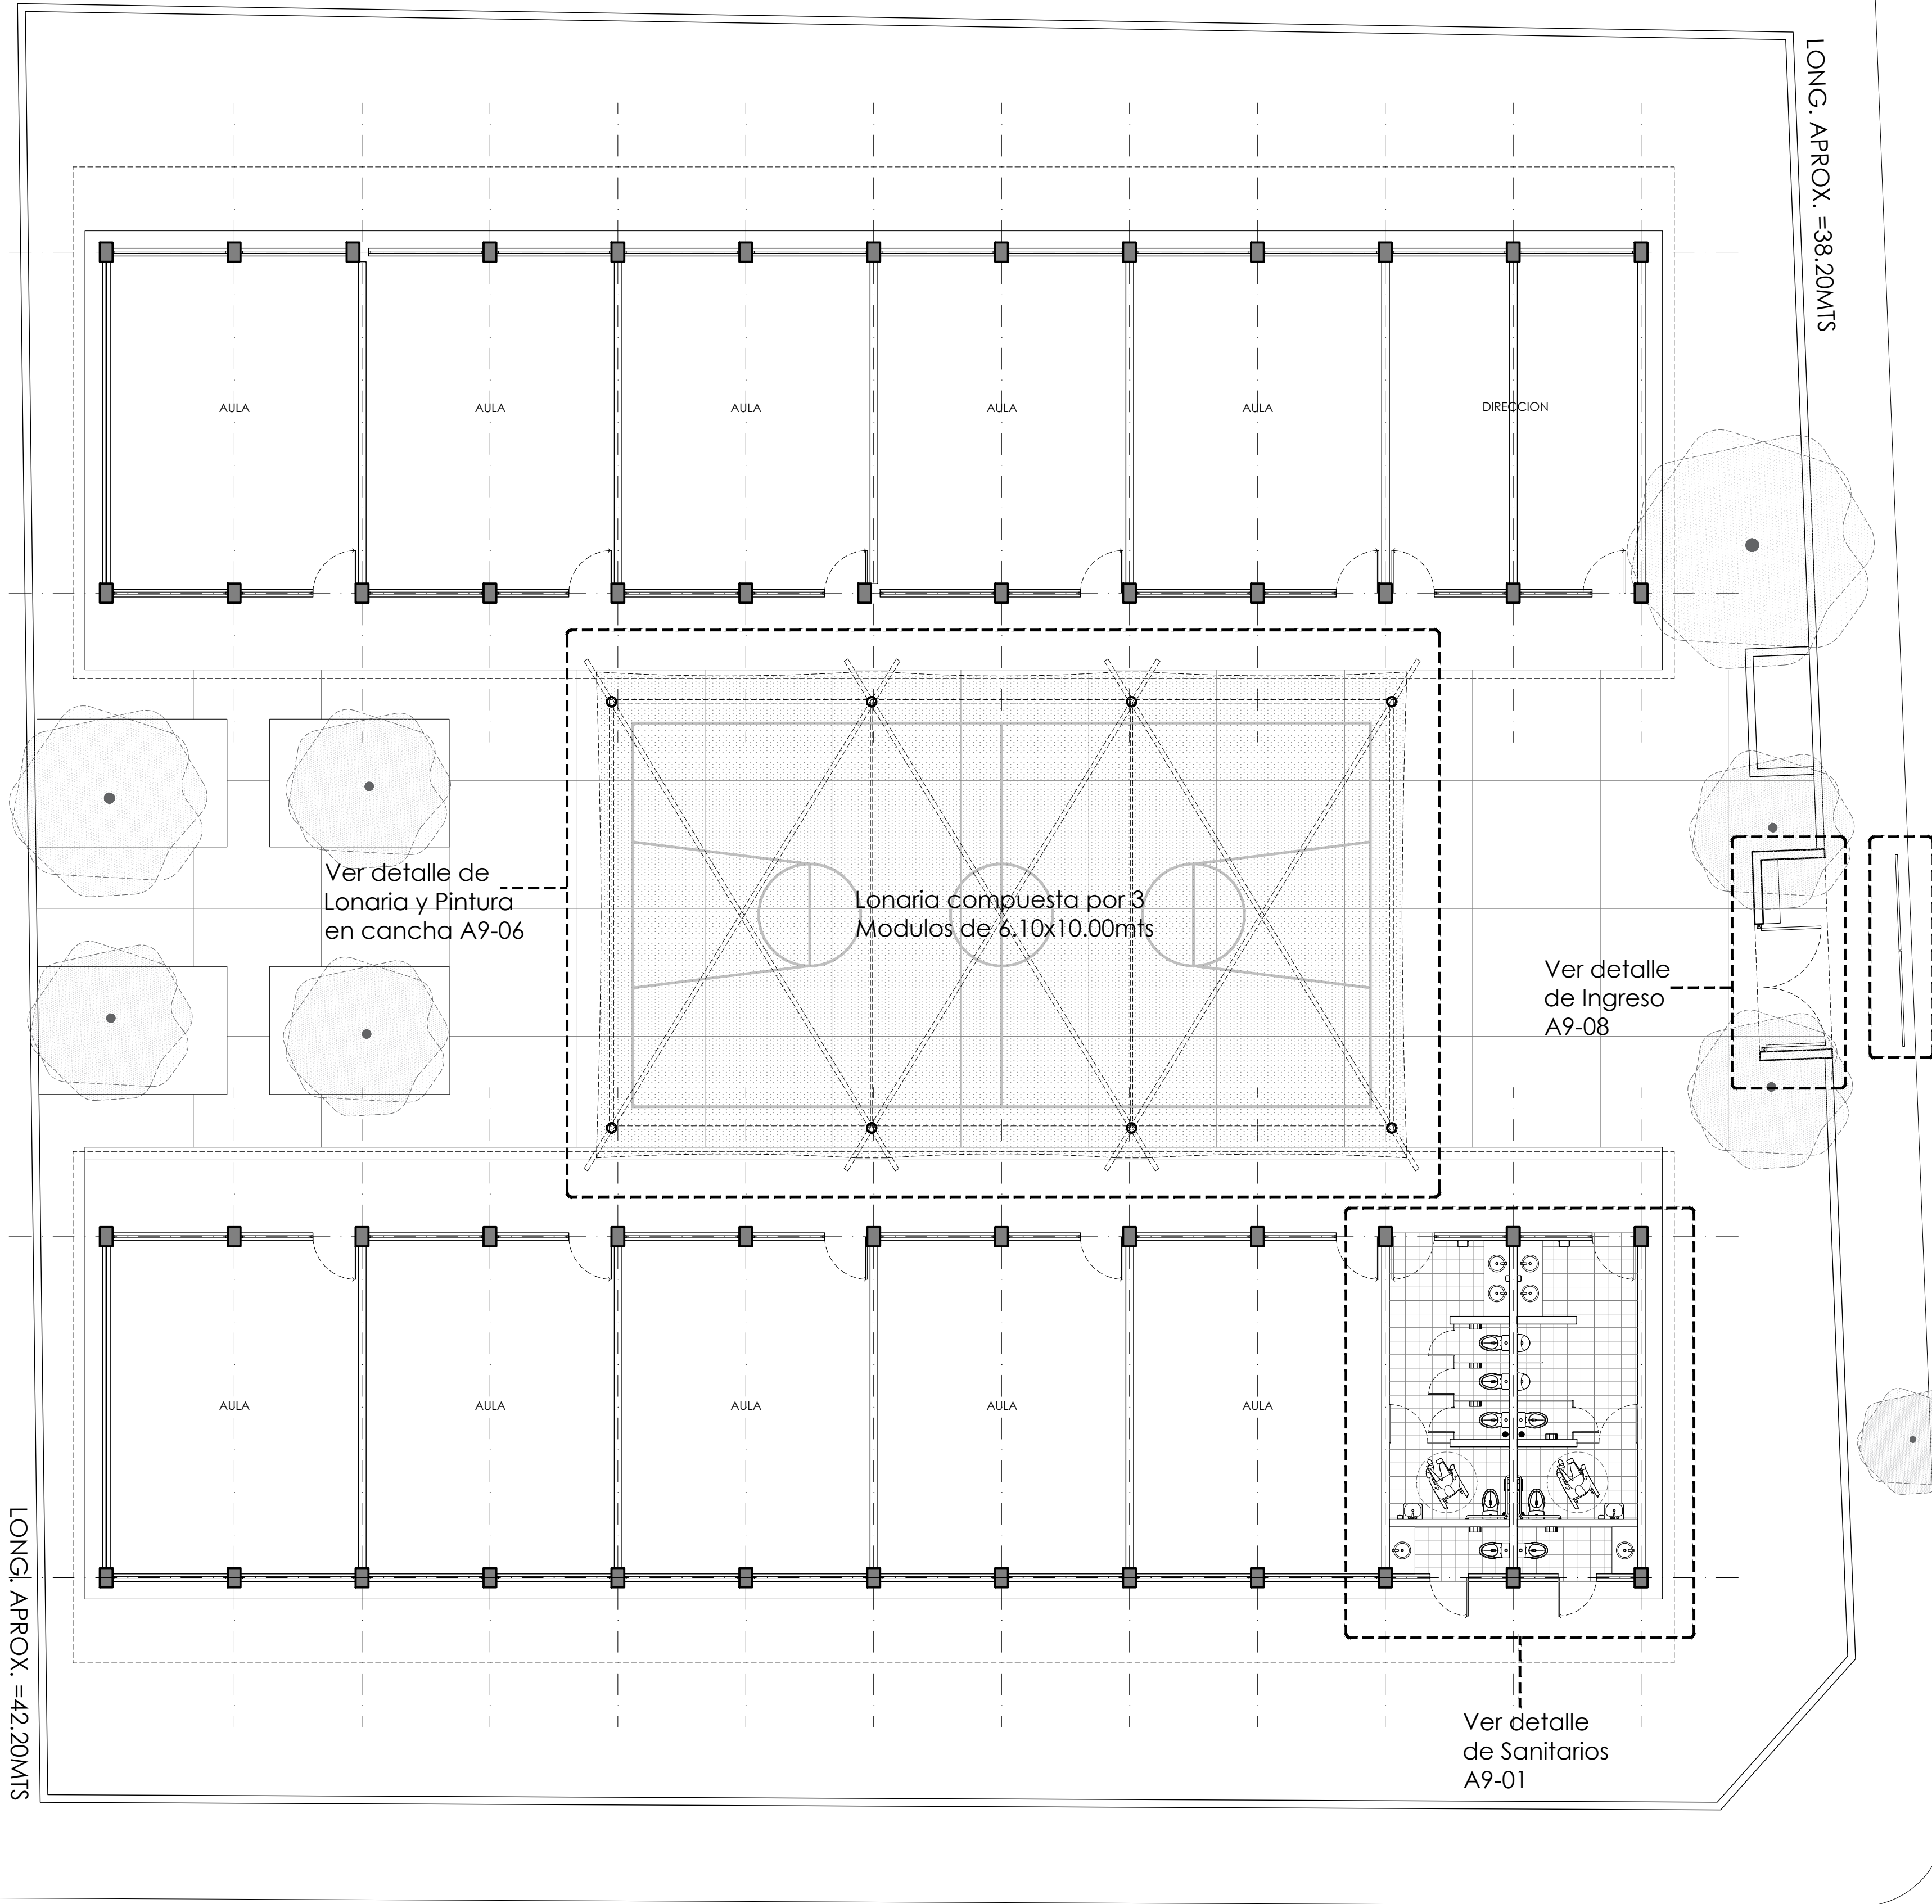 LONG. APROX. =38.20MTS
AULA
AULA
AULA
AULA
AULA
DIRECCION
Ver detalle de
Lonaria y Pintura
en cancha A9-06
Lonaria compuesta por 3
Modulos de 6.10x10.00mts
Ver detalle
de Ingreso
A9-08
AULA
AULA
AULA
AULA
AULA
LONG. APROX. =42.20MTS
Ver detalle
de Sanitarios
A9-01